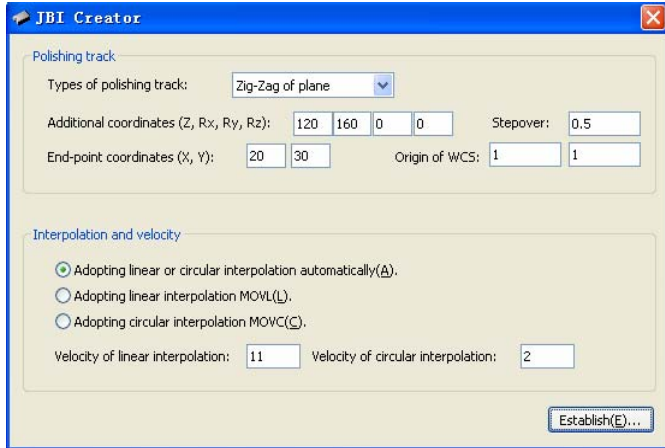 JBI Creator
Polishing track
Types of polishing track: Zig-Zag of plane
Additional coordinates (Z, Rx, Ry, Rz): 120 160 0 0 Stepover: 0.5
End-point coordinates (X, Y): 20 30 Origin of WCS: 1 1
Interpolation and velocity
Adopting linear or circular interpolation automatically(A).
Adopting linear interpolation MOVL(L).
Adopting circular interpolation MOVC(C).
Velocity of linear interpolation: 11 Velocity of circular interpolation: 2
Establish(E)...